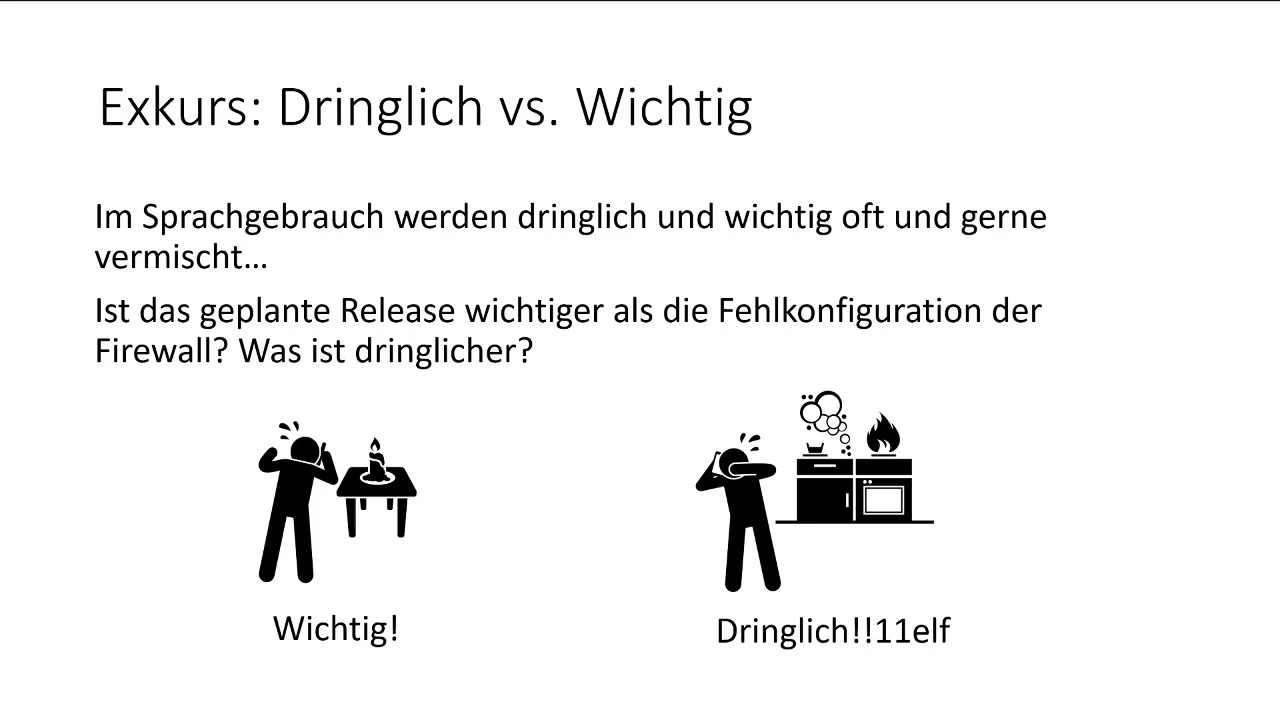 Exkurs: Dringlich vs. Wichtig
Im Sprachgebrauch werden dringlich und wichtig oft und gerne
vermischt…
Ist das geplante Release wichtiger als die Fehlkonfiguration der
Firewall? Was ist dringlicher?
Wichtig!
Dringlich!!11elf